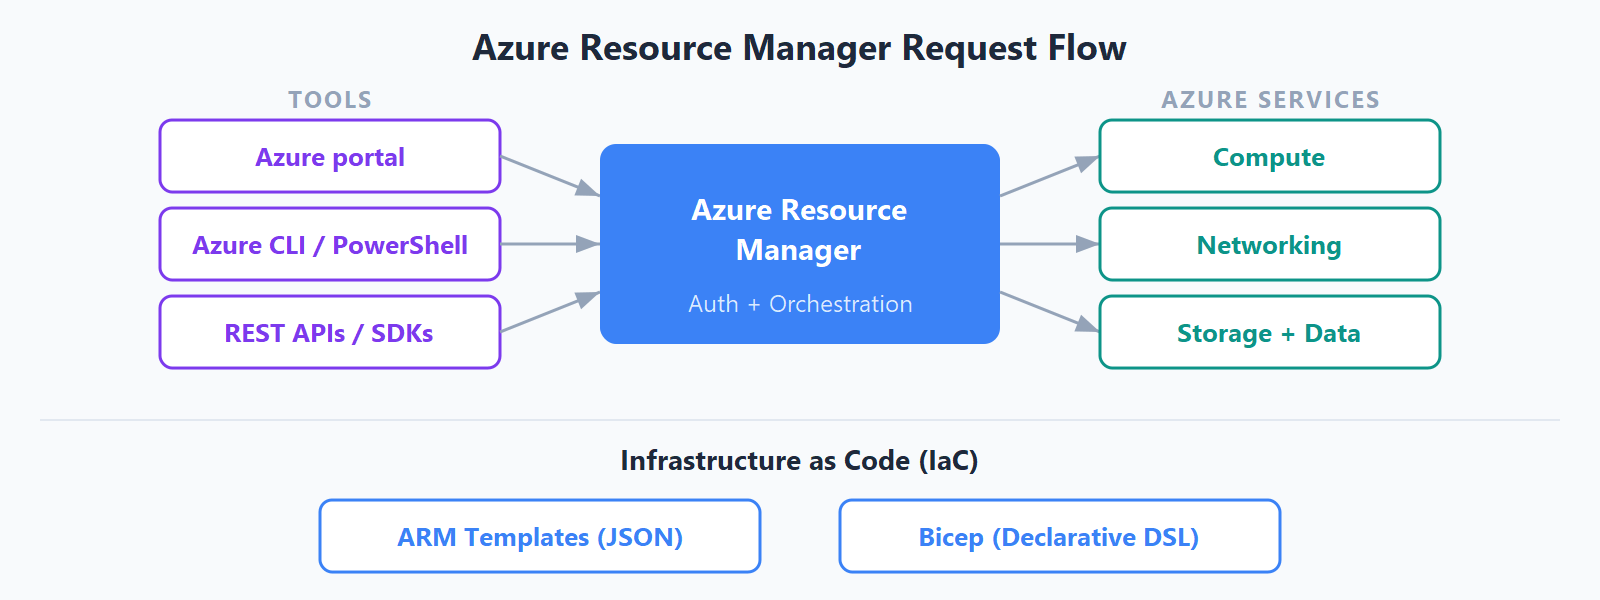 Azure Resource Manager Request Flow
TOOLS
AZURE SERVICES
Azure portal
Azure CLI / PowerShell
REST APIs / SDKs
Azure Resource
Manager
Auth + Orchestration
Compute
Networking
Storage + Data
Infrastructure as Code (IaC)
ARM Templates (JSON)
Bicep (Declarative DSL)